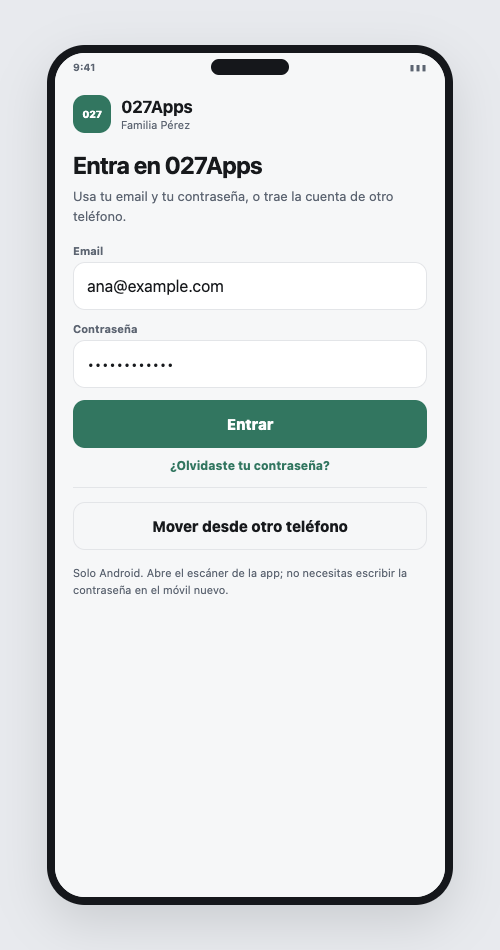 9:41
027
027Apps
Familia Pérez
Entra en 027Apps
Usa tu email y tu contraseña, o trae la cuenta de otro
teléfono.
Email
ana@example.com
Contraseña
••••••••••••
Entrar
¿Olvidaste tu contraseña?
Mover desde otro teléfono
Solo Android. Abre el escáner de la app; no necesitas escribir la
contraseña en el móvil nuevo.